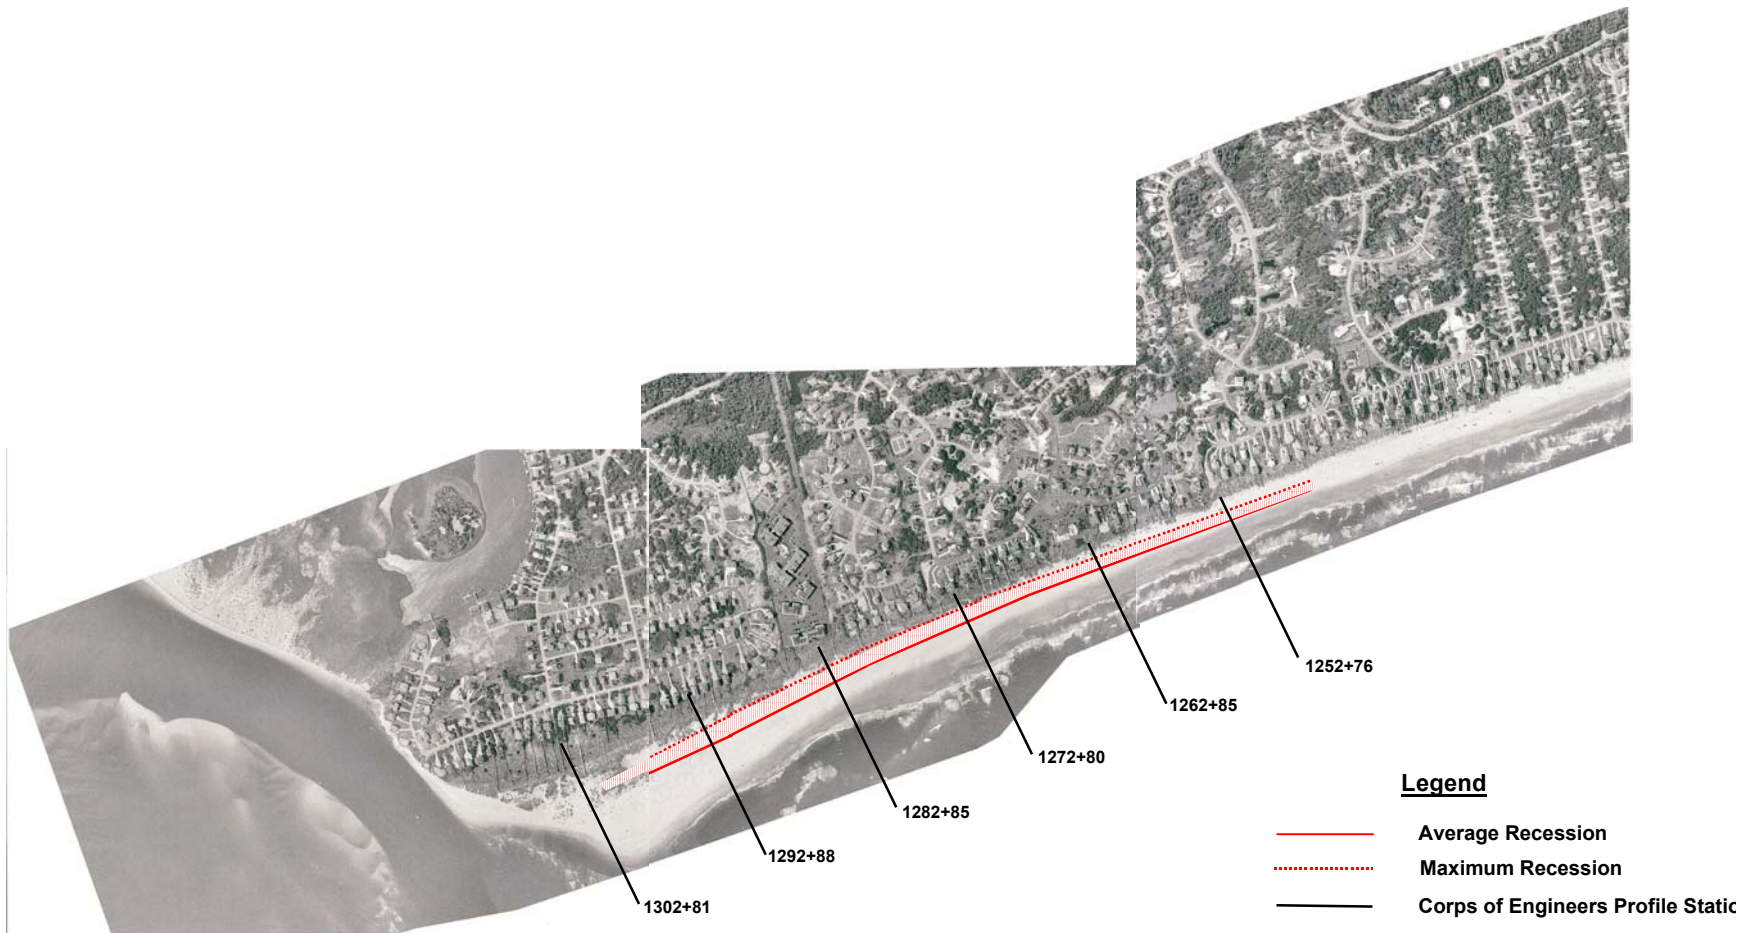 1252+76
1262+85
1272+80
1282+85
1292+88
1302+81
Legend
Average Recession
Maximum Recession
Corps of Engineers Profile Statio